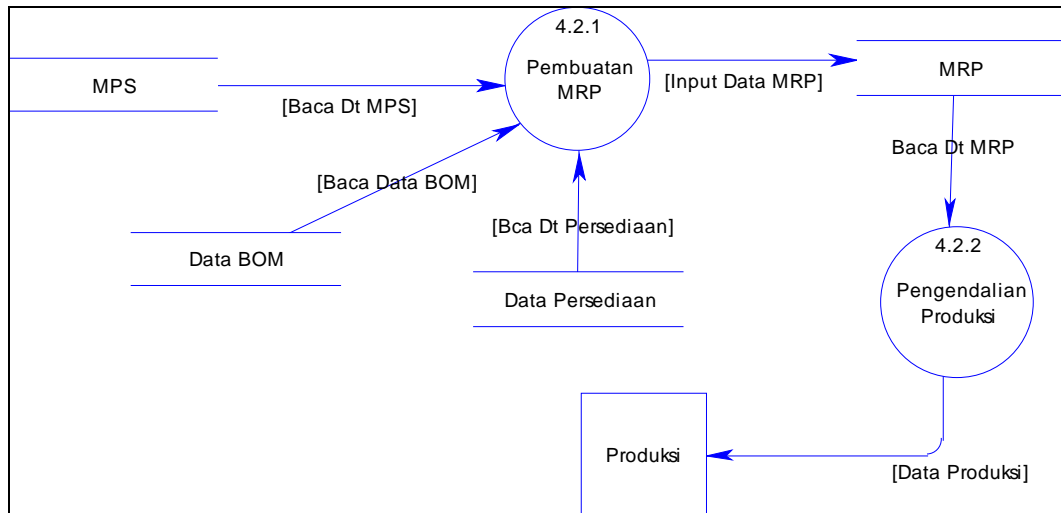 4.2.1
Pembuatan
MRP
MPS
[Baca Dt MPS]
[Input Data MRP]
MRP
Baca Dt MRP
[Baca Data BOM]
Data BOM
[Bca Dt Persediaan]
Data Persediaan
4.2.2
Pengendalian
Produksi
Produksi
[Data Produksi]